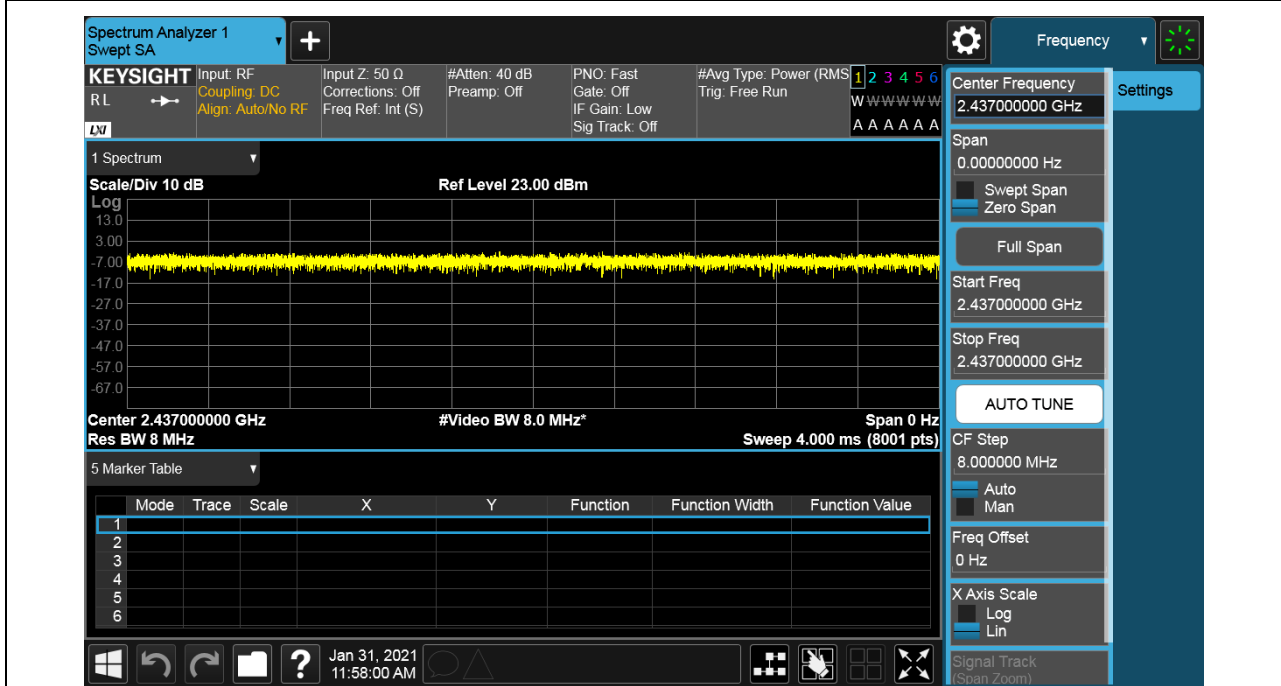 Spectrum Analyzer 1
Swept SA
+
Frequency
KEYSIGHT
RL
LXI
Input: RF
Coupling: DC
Align: Auto/No RF
Input Z: 50 Ω
Corrections: Off
Freq Ref: Int (S)
#Atten: 40 dB
Preamp: Off
PNO: Fast
Gate: Off
IF Gain: Low
Sig Track: Off
#Avg Type: Power (RMS
Trig: Free Run
1 2 3 4 5 6
W W W W W W
A A A A A A
1 Spectrum
Scale/Div 10 dB
Ref Level 23.00 dBm
Log
13.0
3.00
-7.00
-17.0
-27.0
-37.0
-47.0
-57.0
-67.0
Center 2.437000000 GHz
#Video BW 8.0 MHz*
Span 0 Hz
Res BW 8 MHz
Sweep 4.000 ms (8001 pts)
5 Marker Table
Mode Trace Scale X Y Function Function Width Function Value
1
2
3
4
5
6
?
Jan 31, 2021
11:58:00 AM
Center Frequency
2.437000000 GHz
Settings
Span
0.00000000 Hz
Swept Span
Zero Span
Full Span
Start Freq
2.437000000 GHz
Stop Freq
2.437000000 GHz
AUTO TUNE
CF Step
8.000000 MHz
Auto
Man
Freq Offset
0 Hz
X Axis Scale
Log
Lin
Signal Track
(Span Zoom)